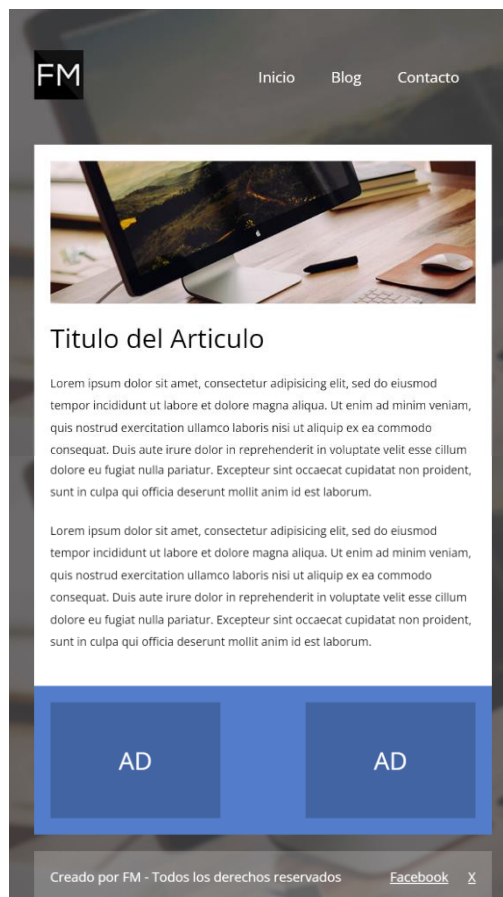 FM
Inicio Blog Contacto
Titulo del Articulo
Lorem ipsum dolor sit amet, consectetur adipisicing elit, sed do eiusmod
tempor incididunt ut labore et dolore magna aliqua. Ut enim ad minim veniam,
quis nostrud exercitation ullamco laboris nisi ut aliquip ex ea commodo
consequat. Duis aute irure dolor in reprehenderit in voluptate velit esse cillum
dolore eu fugiat nulla pariatur. Excepteur sint occaecat cupidatat non proident,
sunt in culpa qui officia deserunt mollit anim id est laborum.
Lorem ipsum dolor sit amet, consectetur adipisicing elit, sed do eiusmod
tempor incididunt ut labore et dolore magna aliqua. Ut enim ad minim veniam,
quis nostrud exercitation ullamco laboris nisi ut aliquip ex ea commodo
consequat. Duis aute irure dolor in reprehenderit in voluptate velit esse cillum
dolore eu fugiat nulla pariatur. Excepteur sint occaecat cupidatat non proident,
sunt in culpa qui officia deserunt mollit anim id est laborum.
AD AD
Creado por FM - Todos los derechos reservados Facebook X